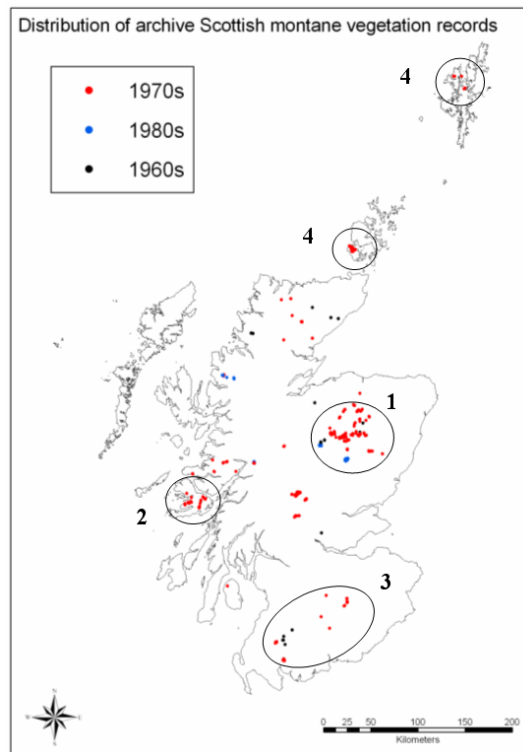 Distribution of archive Scottish montane vegetation records
1970s
1980s
1960s
4
4
1
2
3
N
W E
S
0 25 50 100 150 200
Kilometers